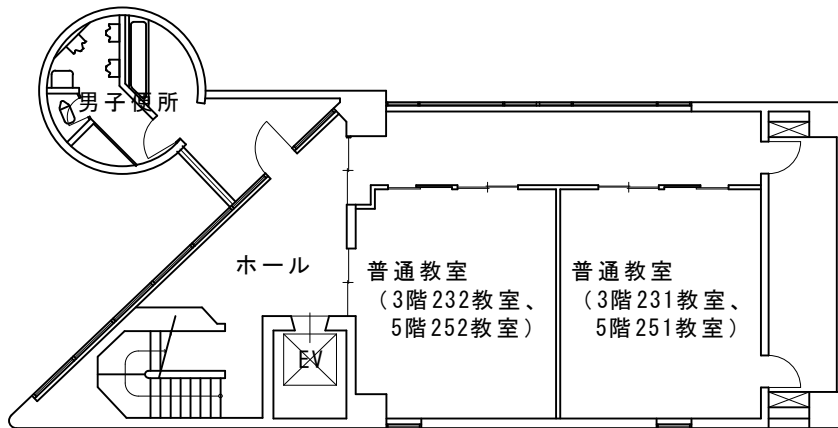 男子便所
ホール
普通教室
（3階232教室、
5階252教室）
普通教室
（3階231教室、
5階251教室）
EV